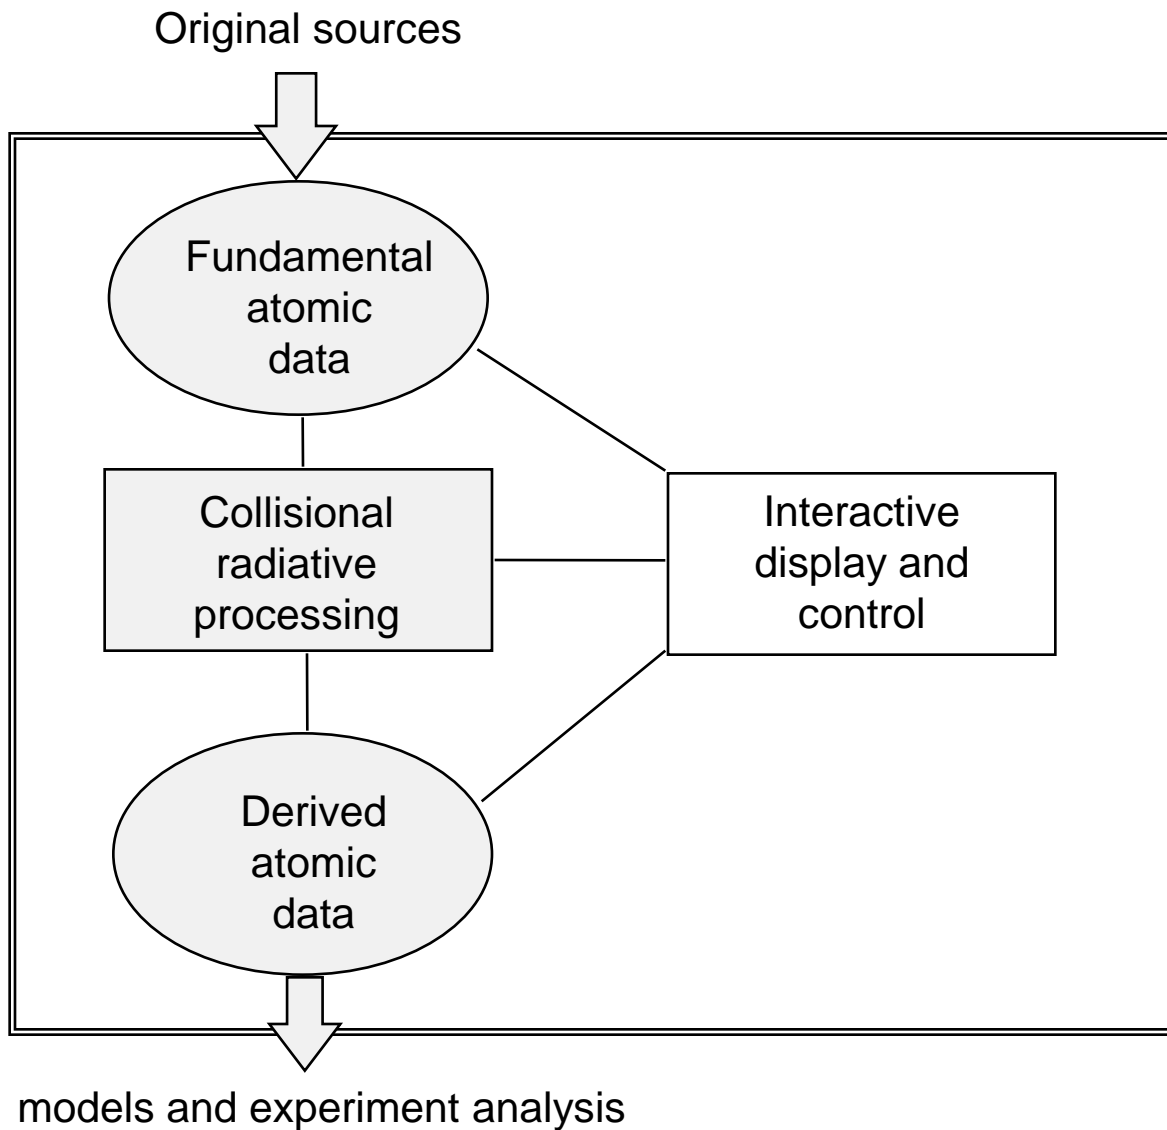 Original sources
Fundamental
atomic
data
Collisional
radiative
processing
Interactive
display and
control
Derived
atomic
data
models and experiment analysis